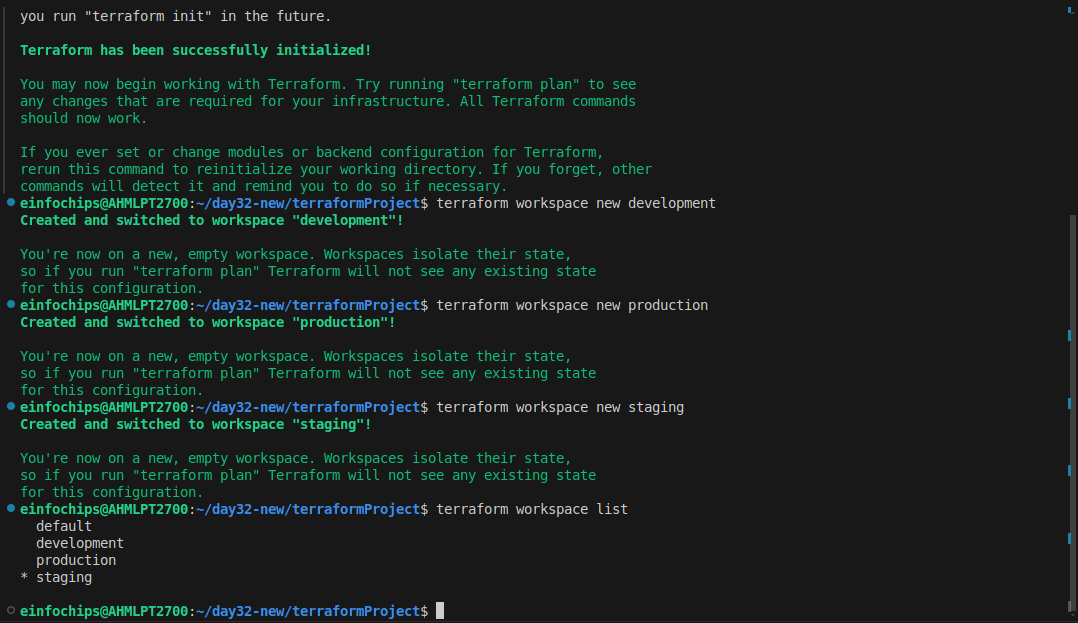 you run "terraform init" in the future.
Terraform has been successfully initialized!
You may now begin working with Terraform. Try running "terraform plan" to see
any changes that are required for your infrastructure. All Terraform commands
should now work.
If you ever set or change modules or backend configuration for Terraform,
rerun this command to reinitialize your working directory. If you forget, other
commands will detect it and remind you to do so if necessary.
einfochips@AHMLPT2700:~/day32-new/terraformProject$ terraform workspace new development
Created and switched to workspace "development"!
You're now on a new, empty workspace. Workspaces isolate their state,
so if you run "terraform plan" Terraform will not see any existing state
for this configuration.
einfochips@AHMLPT2700:~/day32-new/terraformProject$ terraform workspace new production
Created and switched to workspace "production"!
You're now on a new, empty workspace. Workspaces isolate their state,
so if you run "terraform plan" Terraform will not see any existing state
for this configuration.
einfochips@AHMLPT2700:~/day32-new/terraformProject$ terraform workspace new staging
Created and switched to workspace "staging"!
You're now on a new, empty workspace. Workspaces isolate their state,
so if you run "terraform plan" Terraform will not see any existing state
for this configuration.
einfochips@AHMLPT2700:~/day32-new/terraformProject$ terraform workspace list
  default
  development
  production
* staging
einfochips@AHMLPT2700:~/day32-new/terraformProject$